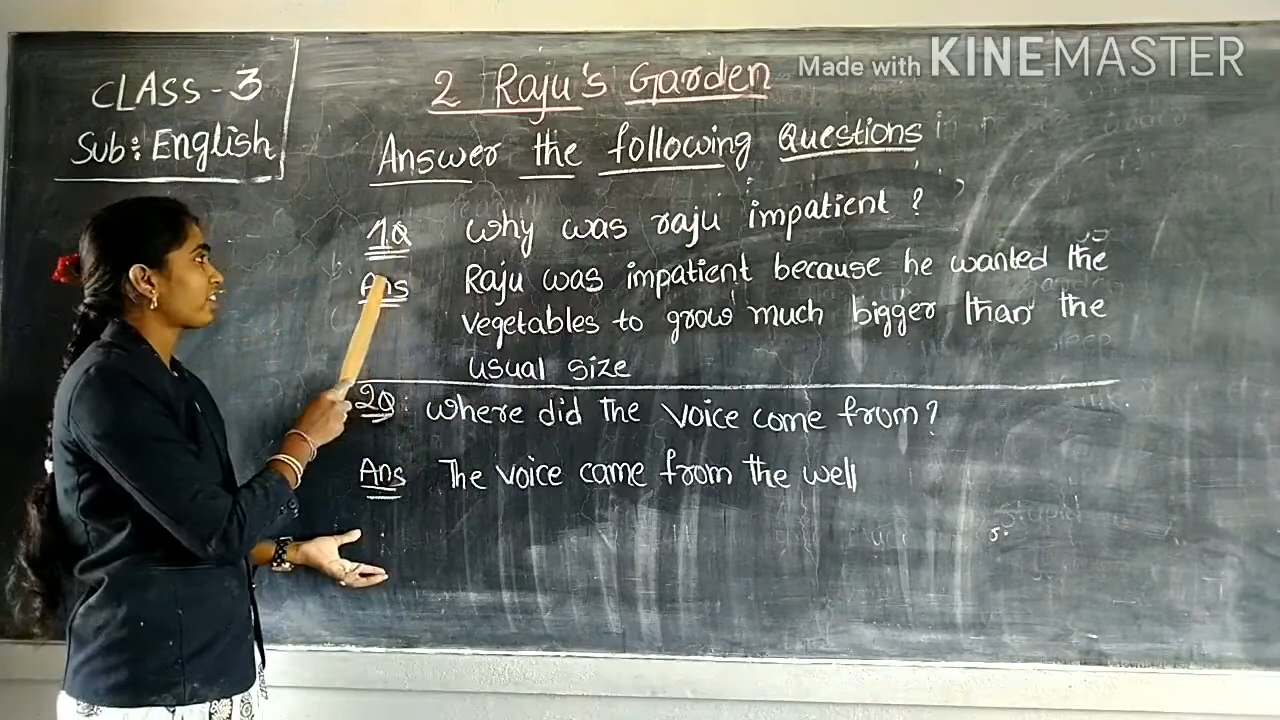 Made with KINEMASTER
CLASS-3
Sub: English
2 Raju's Garden
Answer the following Questions
1Q Why was raju impatient?
Ans Raju was impatient because he wanted the
vegetables to grow much bigger than the
usual size
2Q Where did the voice come from?
Ans The voice came from the well